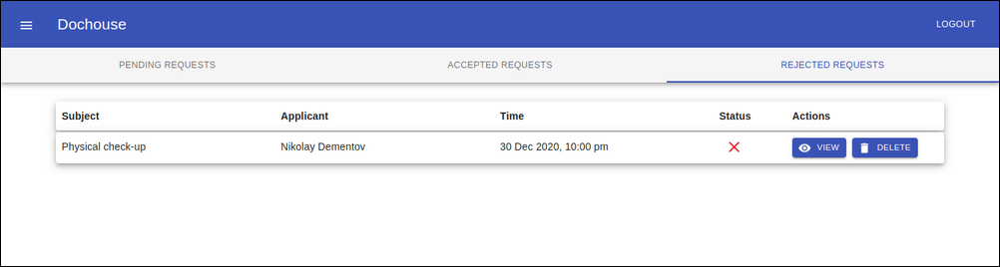 Dochouse LOGOUT
PENDING REQUESTS ACCEPTED REQUESTS REJECTED REQUESTS
Subject Applicant Time Status Actions
Physical check-up Nikolay Dementov 30 Dec 2020, 10:00 pm VIEW DELETE